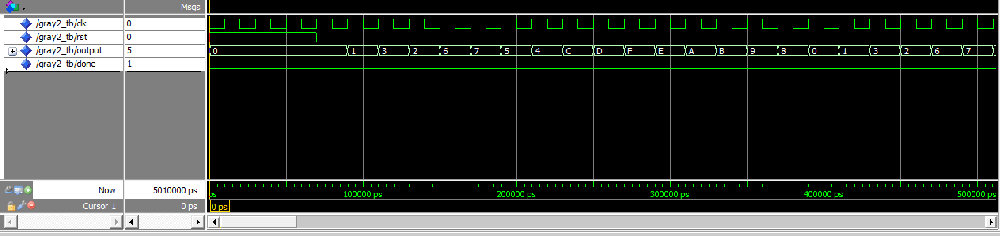 Msgs
/gray2_tb/clk 0
/gray2_tb/rst 0
/gray2_tb/output 5 0 1 3 2 6 7 5 4 C D F E A B 9 8 0 1 3 2 6 7
/gray2_tb/done 1
Now 5010000 ps ps 100000 ps 200000 ps 300000 ps 400000 ps 500000 ps
Cursor 1 0 ps 0 ps